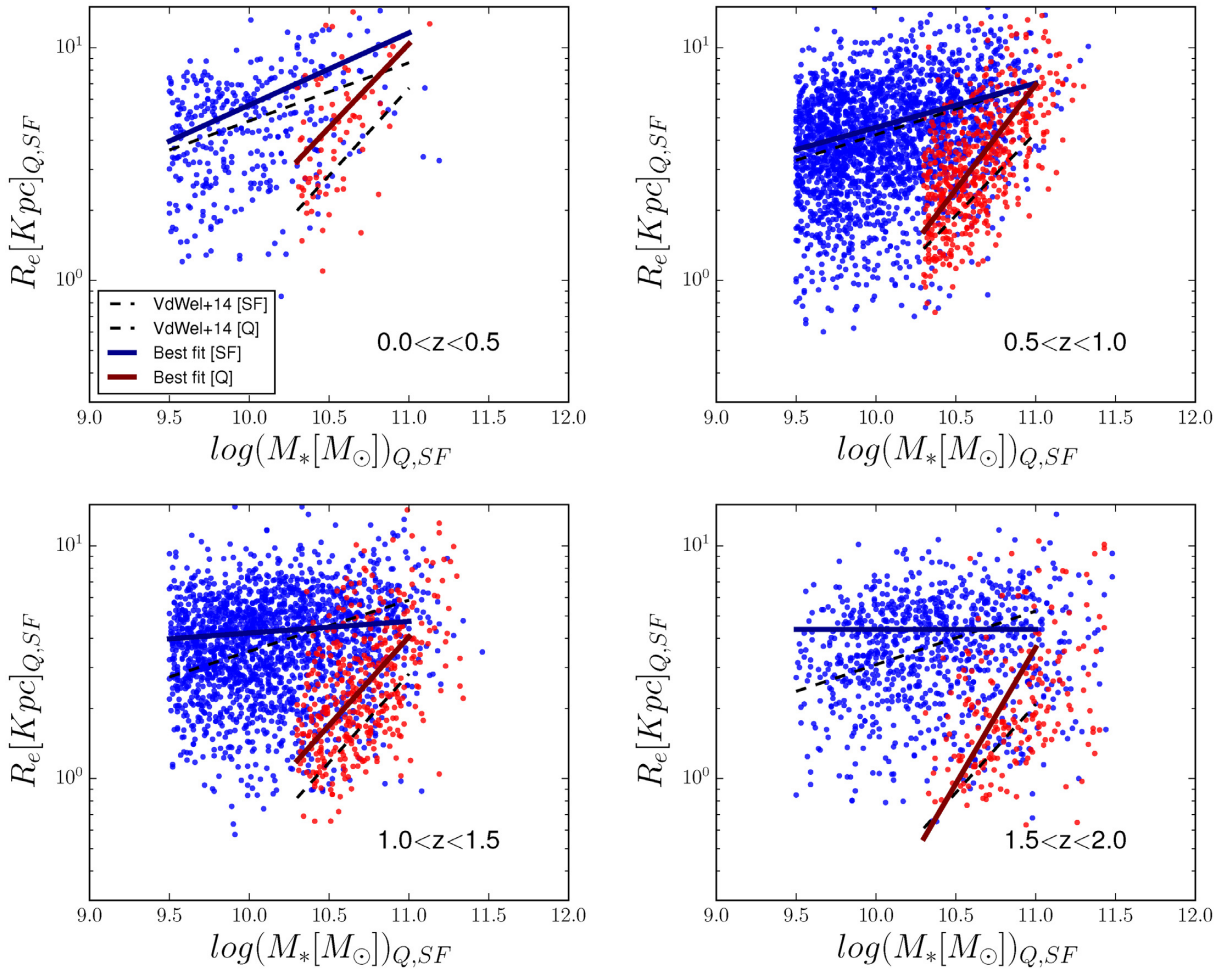 10¹
10⁰
R_e[Kpc]_{Q,SF}
VdWel+14 [SF]
VdWel+14 [Q]
Best fit [SF]
Best fit [Q]
0.0<z<0.5
9.0 9.5 10.0 10.5 11.0 11.5 12.0
log(M_*[M_⊙])_{Q,SF}
10¹
10⁰
R_e[Kpc]_{Q,SF}
0.5<z<1.0
9.0 9.5 10.0 10.5 11.0 11.5 12.0
log(M_*[M_⊙])_{Q,SF}
10¹
10⁰
R_e[Kpc]_{Q,SF}
1.0<z<1.5
9.0 9.5 10.0 10.5 11.0 11.5 12.0
log(M_*[M_⊙])_{Q,SF}
10¹
10⁰
R_e[Kpc]_{Q,SF}
1.5<z<2.0
9.0 9.5 10.0 10.5 11.0 11.5 12.0
log(M_*[M_⊙])_{Q,SF}